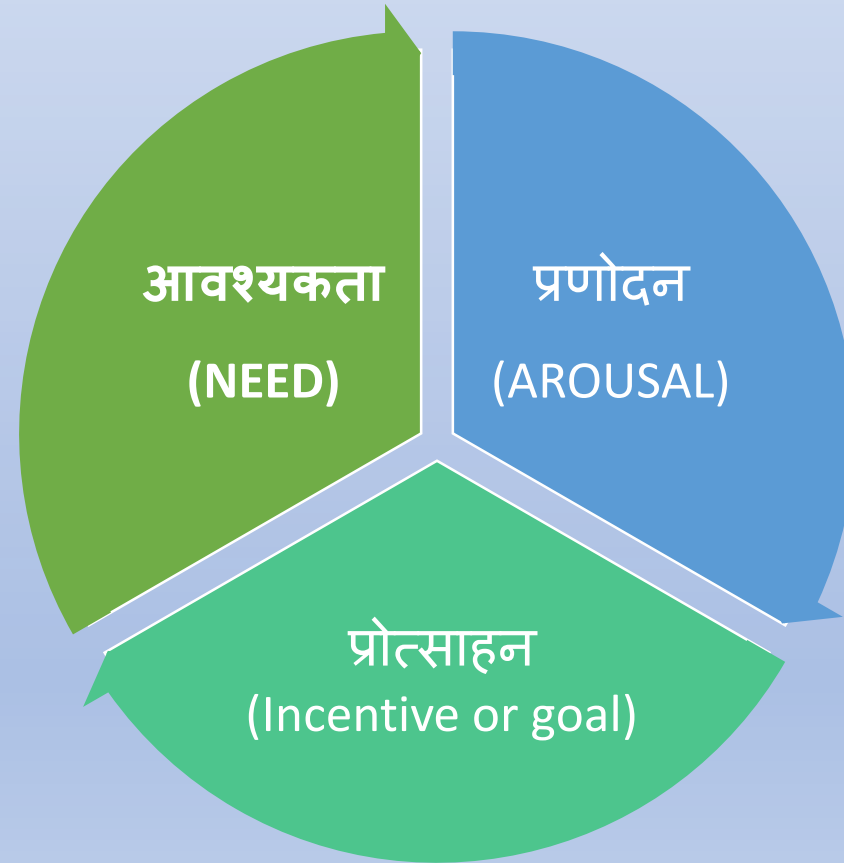 आवश्यकता
(NEED)
प्रणोदन
(AROUSAL)
प्रोत्साहन
(Incentive or goal)